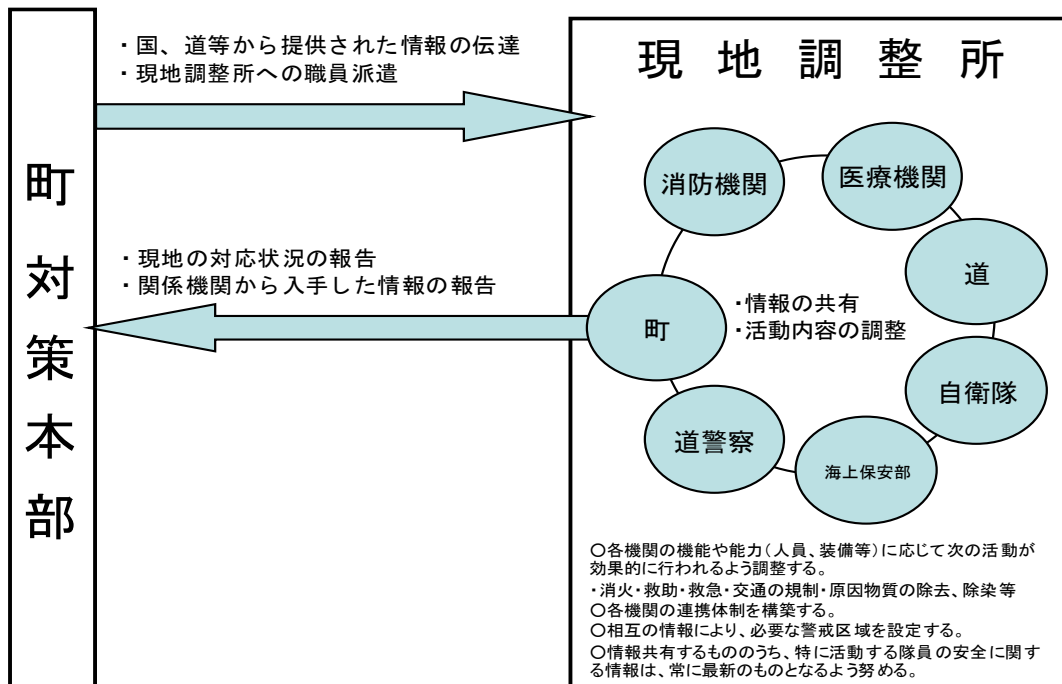 町対策本部
・国、道等から提供された情報の伝達
・現地調整所への職員派遣
・現地の対応状況の報告
・関係機関から入手した情報の報告
現地調整所
消防機関
医療機関
道
自衛隊
海上保安部
道警察
町
・情報の共有
・活動内容の調整
〇各機関の機能や能力(人員、装備等)に応じて次の活動が
効果的に行われるよう調整する。
・消火・救助・救急・交通の規制・原因物質の除去、除染等
〇各機関の連携体制を構築する。
〇相互の情報により、必要な警戒区域を設定する。
〇情報共有するもののうち、特に活動する隊員の安全に関す
る情報は、常に最新のものとなるよう努める。